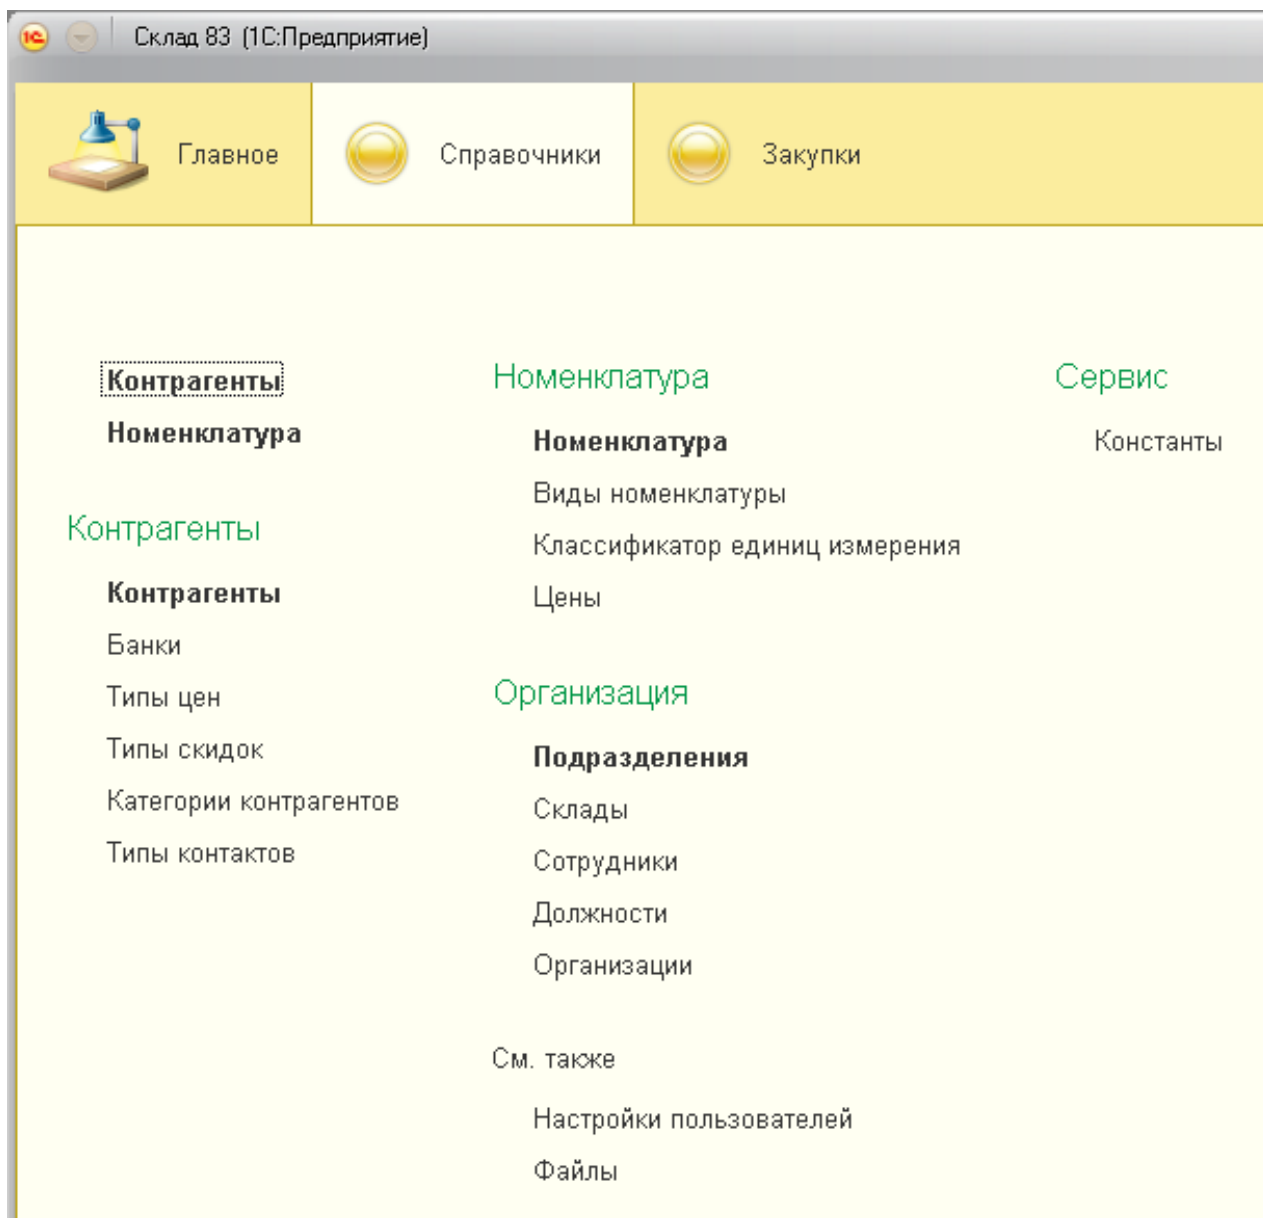 1С Склад 83 (1С:Предприятие)
Главное Справочники Закупки
Контрагенты
Номенклатура
Контрагенты
Контрагенты
Банки
Типы цен
Типы скидок
Категории контрагентов
Типы контактов
Номенклатура
Номенклатура
Виды номенклатуры
Классификатор единиц измерения
Цены
Организация
Подразделения
Склады
Сотрудники
Должности
Организации
См. также
Настройки пользователей
Файлы
Сервис
Константы